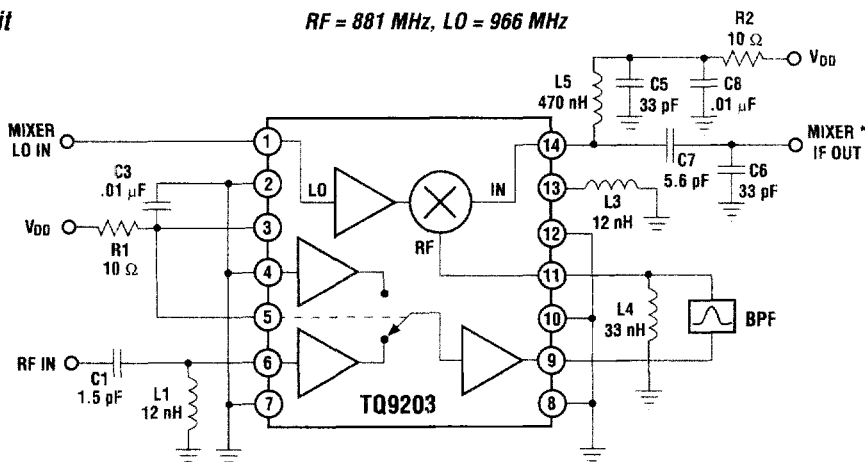 it
RF = 881 MHz, LO = 966 MHz
R2
10 Ω
VDD
L5
470 nH
C5
33 pF
C8
.01 μF
MIXER
LO IN
1
14
MIXER *
IF OUT
C7
5.6 pF
C6
33 pF
C3
.01 μF
2
LO
IN
13
L3
12 nH
VDD
R1
10 Ω
3
RF
12
4
11
5
10
L4
33 nH
BPF
RF IN
C1
1.5 pF
L1
12 nH
6
9
7
TQ9203
8